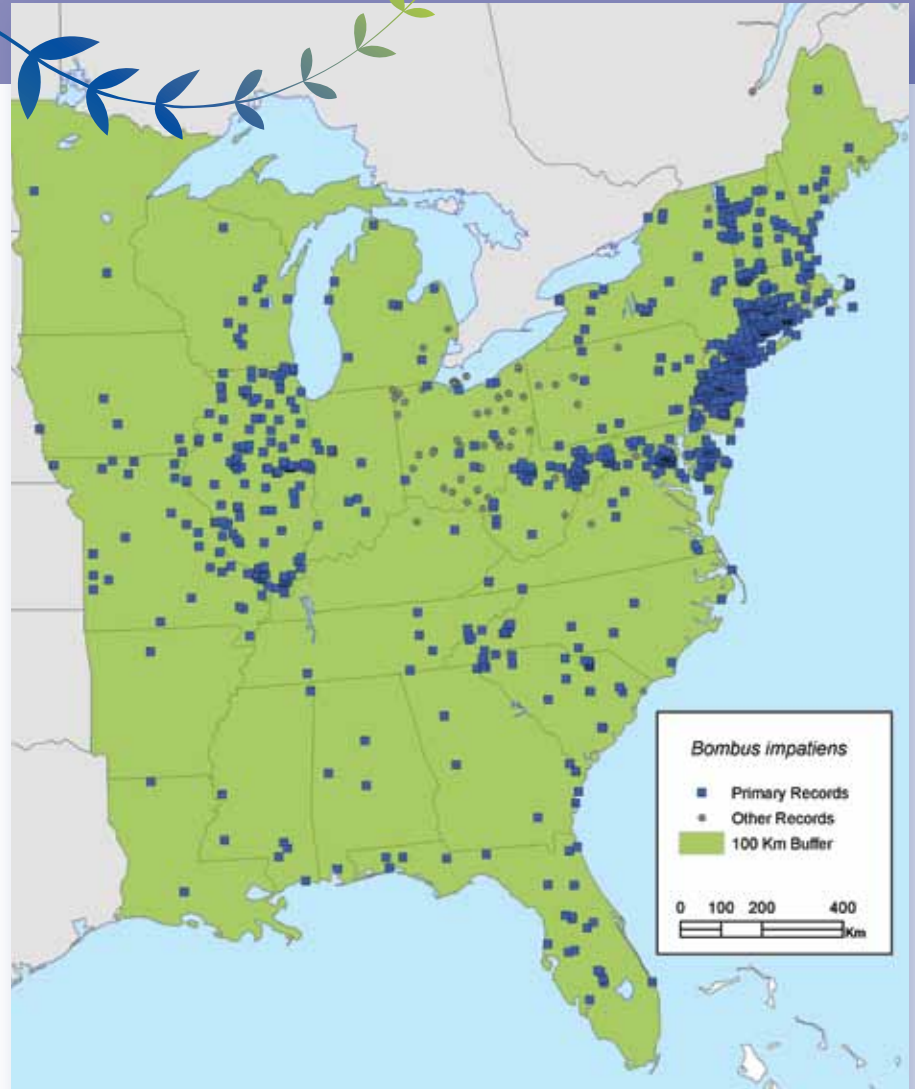 Bombus impatiens
Primary Records
Other Records
100 Km Buffer
0 100 200 400
Km